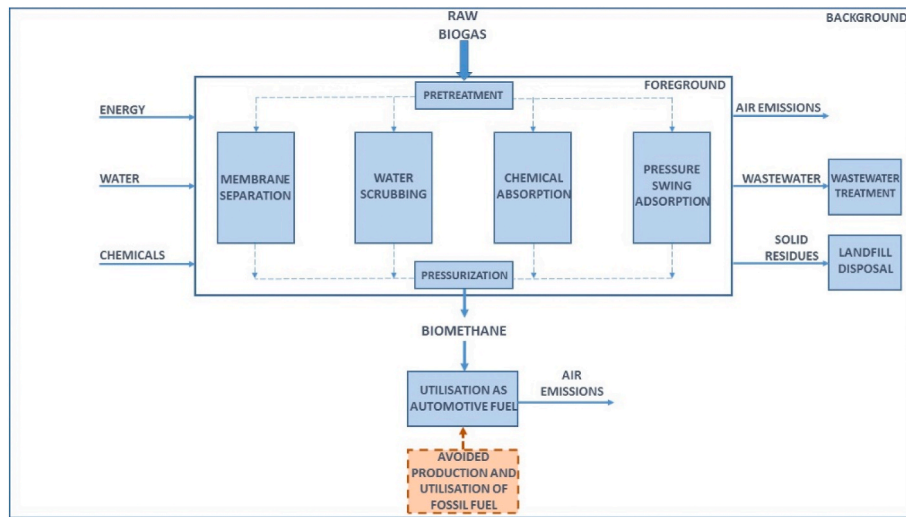 RAW
BIOGAS
BACKGROUND
FOREGROUND
PRETREATMENT
ENERGY
AIR EMISSIONS
MEMBRANE
SEPARATION
WATER
SCRUBBING
CHEMICAL
ABSORPTION
PRESSURE
SWING
ADSORPTION
WATER
WASTEWATER
WASTEWATER
TREATMENT
CHEMICALS
SOLID
RESIDUES
LANDFILL
DISPOSAL
PRESSURIZATION
BIOMETHANE
UTILISATION AS
AUTOMOTIVE FUEL
AIR
EMISSIONS
AVOIDED
PRODUCTION AND
UTILISATION OF
FOSSIL FUEL